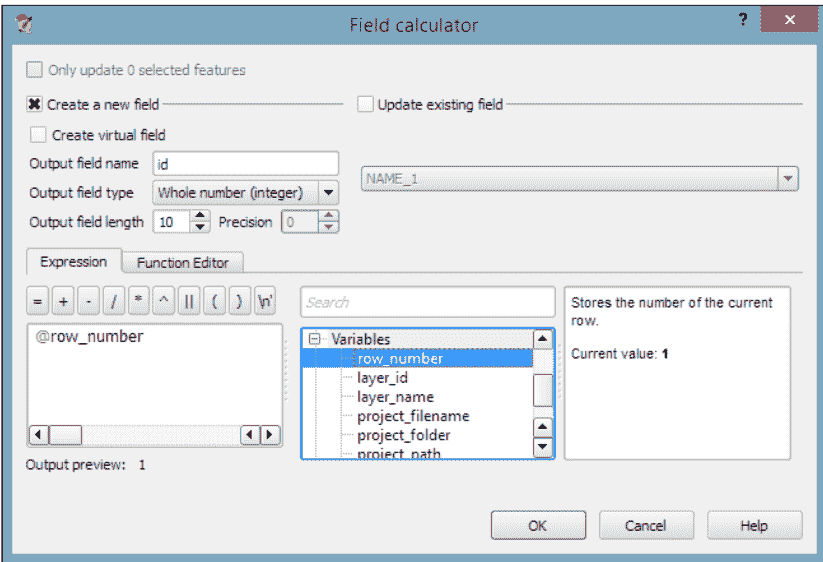 Field calculator
?
Only update 0 selected features
Create a new field
Update existing field
Create virtual field
Output field name id
NAME_1
Output field type Whole number (integer)
Output field length 10 Precision 0
Expression Function Editor
= + - / * ^ || ( ) '\n'
Search
@row_number
Variables
row_number
layer_id
layer_name
project_filename
project_folder
project_path
Stores the number of the current
row.
Current value: 1
Output preview: 1
OK Cancel Help